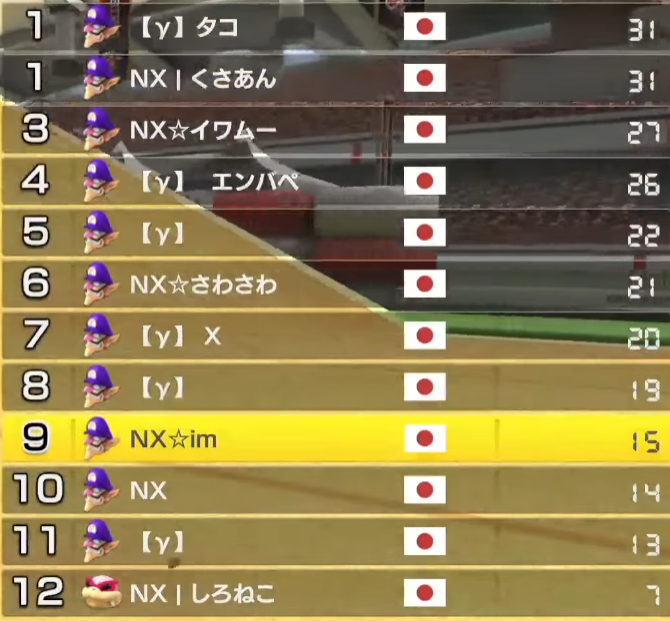 1 【γ】タコ 31
1 NX | くさあん 31
3 NX☆イワムー 27
4 【γ】 エンバペ 26
5 【γ】 22
6 NX☆さわさわ 21
7 【γ】 X 20
8 【γ】 19
9 NX☆im 15
10 NX 14
11 【γ】 13
12 NX | しろねこ 7